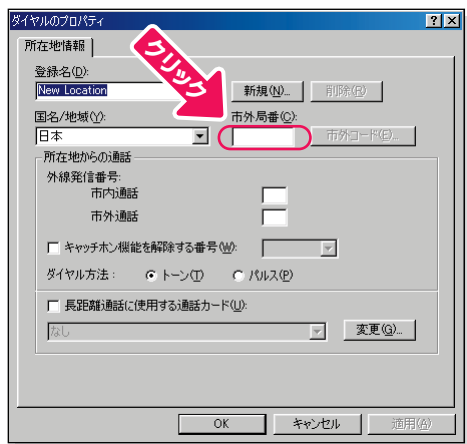 ダイヤルのプロパティ
所在地情報
クリック
登録名(D):
New Location
新規(N)...
削除(R)
国名/地域(Y):
市外局番(C):
日本
市外コード(E)...
所在地からの通話
外線発信番号:
市内通話
市外通話
キャッチホン機能を解除する番号(W):
ダイヤル方法: トーン(T) パルス(P)
長距離通話に使用する通話カード(U):
なし
変更(G)...
OK キャンセル 適用(A)